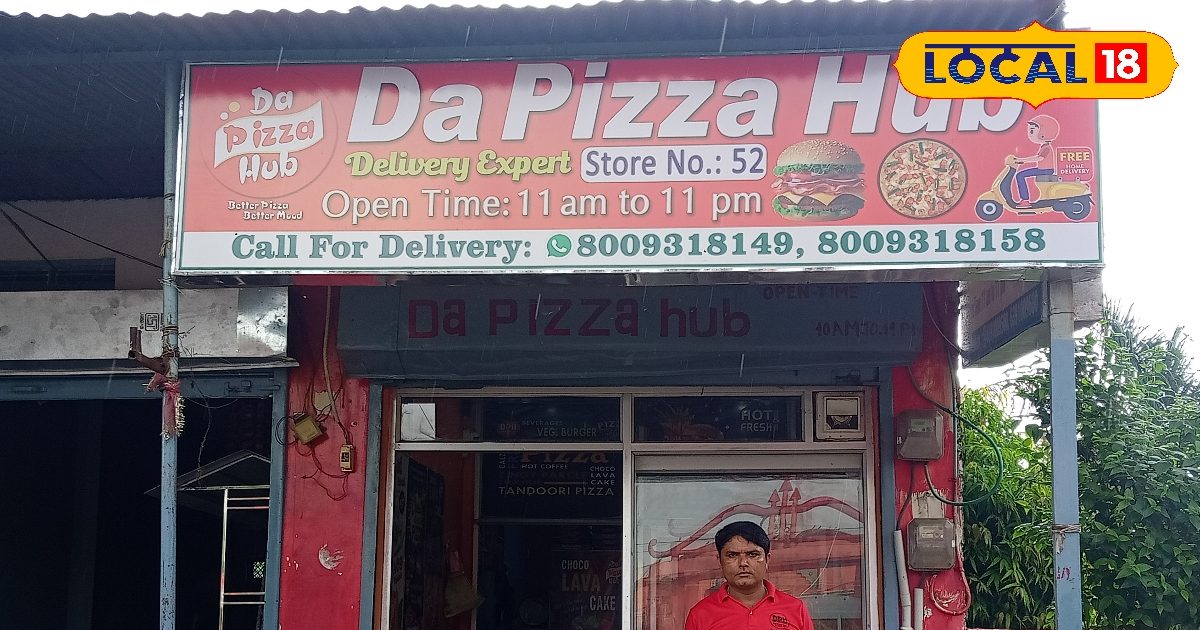 LOCAL 18
Da Pizza Hub
Da
Pizza
Hub
Better Pizza
Better Mood
Delivery Expert
Store No.: 52
Open Time: 11 am to 11 pm
FREE
HOME
DELIVERY
Call For Delivery: 8009318149, 8009318158
Da Pizza hub
OPEN-TIME
BEVERAGES
VEG. BURGER
HOT
FRESH
Pizza
HOT COFFEE
CHOCO
LAVA
CAKE
TANDOORI PIZZA
CHOCO
LAVA
CAKE
DPH